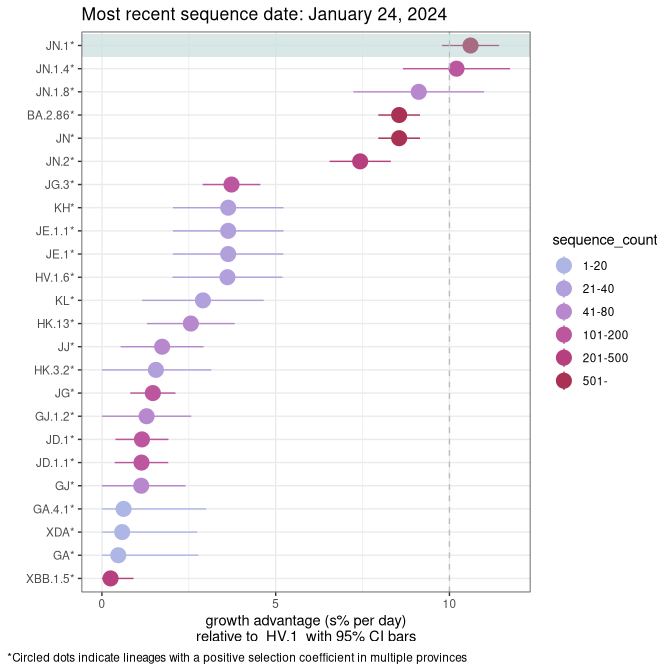 Most recent sequence date: January 24, 2024
JN.1*
JN.1.4*
JN.1.8*
BA.2.86*
JN*
JN.2*
JG.3*
KH*
JE.1.1*
JE.1*
HV.1.6*
KL*
HK.13*
JJ*
HK.3.2*
JG*
GJ.1.2*
JD.1*
JD.1.1*
GJ*
GA.4.1*
XDA*
GA*
XBB.1.5*
0 5 10
growth advantage (s% per day)
relative to HV.1 with 95% CI bars
sequence_count
1-20
21-40
41-80
101-200
201-500
501-
*Circled dots indicate lineages with a positive selection coefficient in multiple provinces